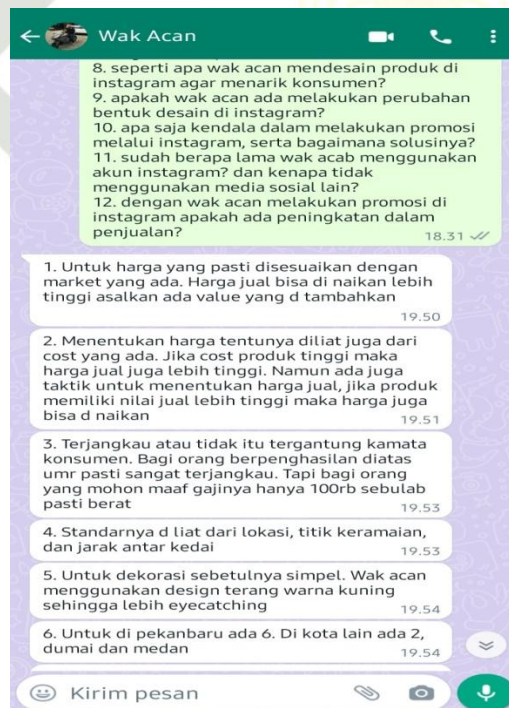 Wak Acan
8. seperti apa wak acan mendesain produk di
instagram agar menarik konsumen?
9. apakah wak acan ada melakukan perubahan
bentuk desain di instagram?
10. apa saja kendala dalam melakukan promosi
melalui instagram, serta bagaimana solusinya?
11. sudah berapa lama wak acab menggunakan
akun instagram? dan kenapa tidak
menggunakan media sosial lain?
12. dengan wak acan melakukan promosi di
instagram apakah ada peningkatan dalam
penjualan?
18.31
1. Untuk harga yang pasti disesuaikan dengan
market yang ada. Harga jual bisa di naikan lebih
tinggi asalkan ada value yang d tambahkan
19.50
2. Menentukan harga tentunya diliat juga dari
cost yang ada. Jika cost produk tinggi maka
harga jual juga lebih tinggi. Namun ada juga
taktik untuk menentukan harga jual, jika produk
memiliki nilai jual lebih tinggi maka harga juga
bisa d naikan
19.51
3. Terjangkau atau tidak itu tergantung kamata
konsumen. Bagi orang berpenghasilan diatas
umr pasti sangat terjangkau. Tapi bagi orang
yang mohon maaf gajinya hanya 100rb sebulab
pasti berat
19.53
4. Standarnya d liat dari lokasi, titik keramaian,
dan jarak antar kedai
19.53
5. Untuk dekorasi sebetulnya simpel. Wak acan
menggunakan design terang warna kuning
sehingga lebih eyecatching
19.54
6. Untuk di pekanbaru ada 6. Di kota lain ada 2,
dumai dan medan
19.54
Kirim pesan